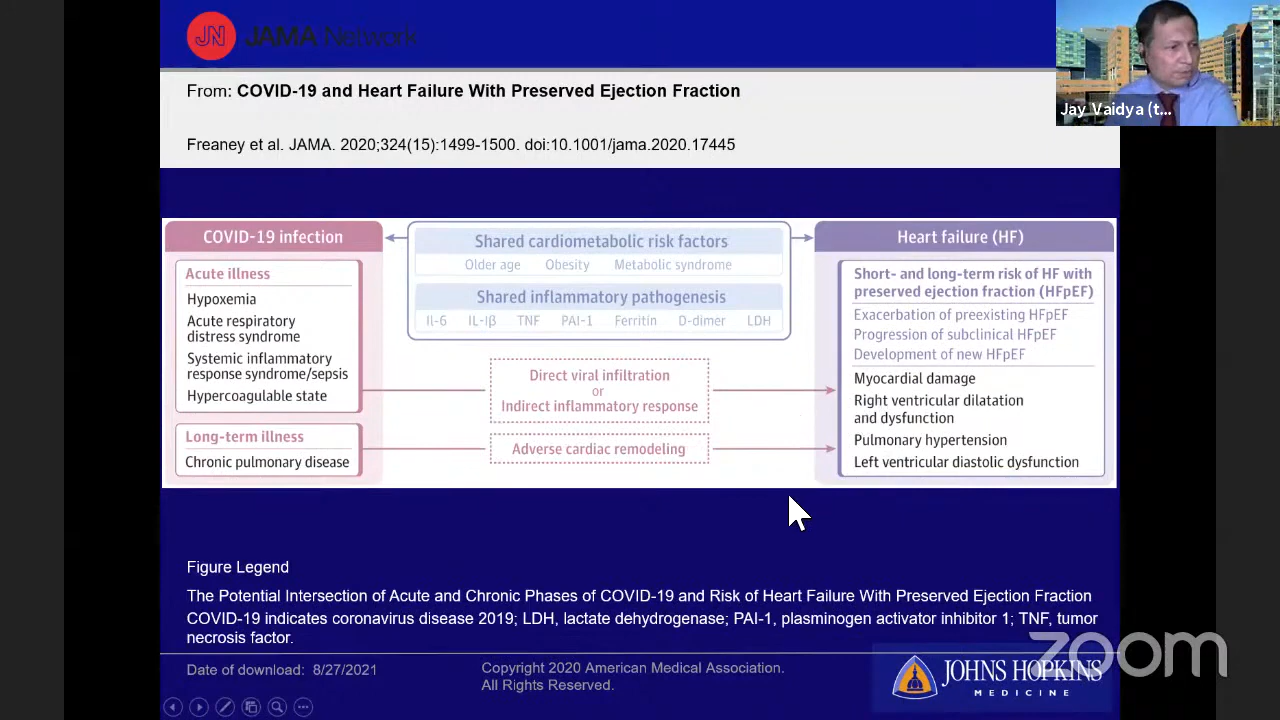 JN JAMA Network
From: COVID-19 and Heart Failure With Preserved Ejection Fraction
Freaney et al. JAMA. 2020;324(15):1499-1500. doi:10.1001/jama.2020.17445
Jay Vaidya (t...
COVID-19 infection
Acute illness
Hypoxemia
Acute respiratory
distress syndrome
Systemic inflammatory
response syndrome/sepsis
Hypercoagulable state
Long-term illness
Chronic pulmonary disease
Shared cardiometabolic risk factors
Older age Obesity Metabolic syndrome
Shared inflammatory pathogenesis
Il-6 IL-Iβ TNF PAI-1 Ferritin D-dimer LDH
Direct viral infiltration
or
Indirect inflammatory response
Adverse cardiac remodeling
Heart failure (HF)
Short- and long-term risk of HF with
preserved ejection fraction (HFpEF)
Exacerbation of preexisting HFpEF
Progression of subclinical HFpEF
Development of new HFpEF
Myocardial damage
Right ventricular dilatation
and dysfunction
Pulmonary hypertension
Left ventricular diastolic dysfunction
Figure Legend
The Potential Intersection of Acute and Chronic Phases of COVID-19 and Risk of Heart Failure With Preserved Ejection Fraction
COVID-19 indicates coronavirus disease 2019; LDH, lactate dehydrogenase; PAI-1, plasminogen activator inhibitor 1; TNF, tumor
necrosis factor.
Date of download: 8/27/2021
Copyright 2020 American Medical Association.
All Rights Reserved.
JOHNS HOPKINS
MEDICINE
zoom